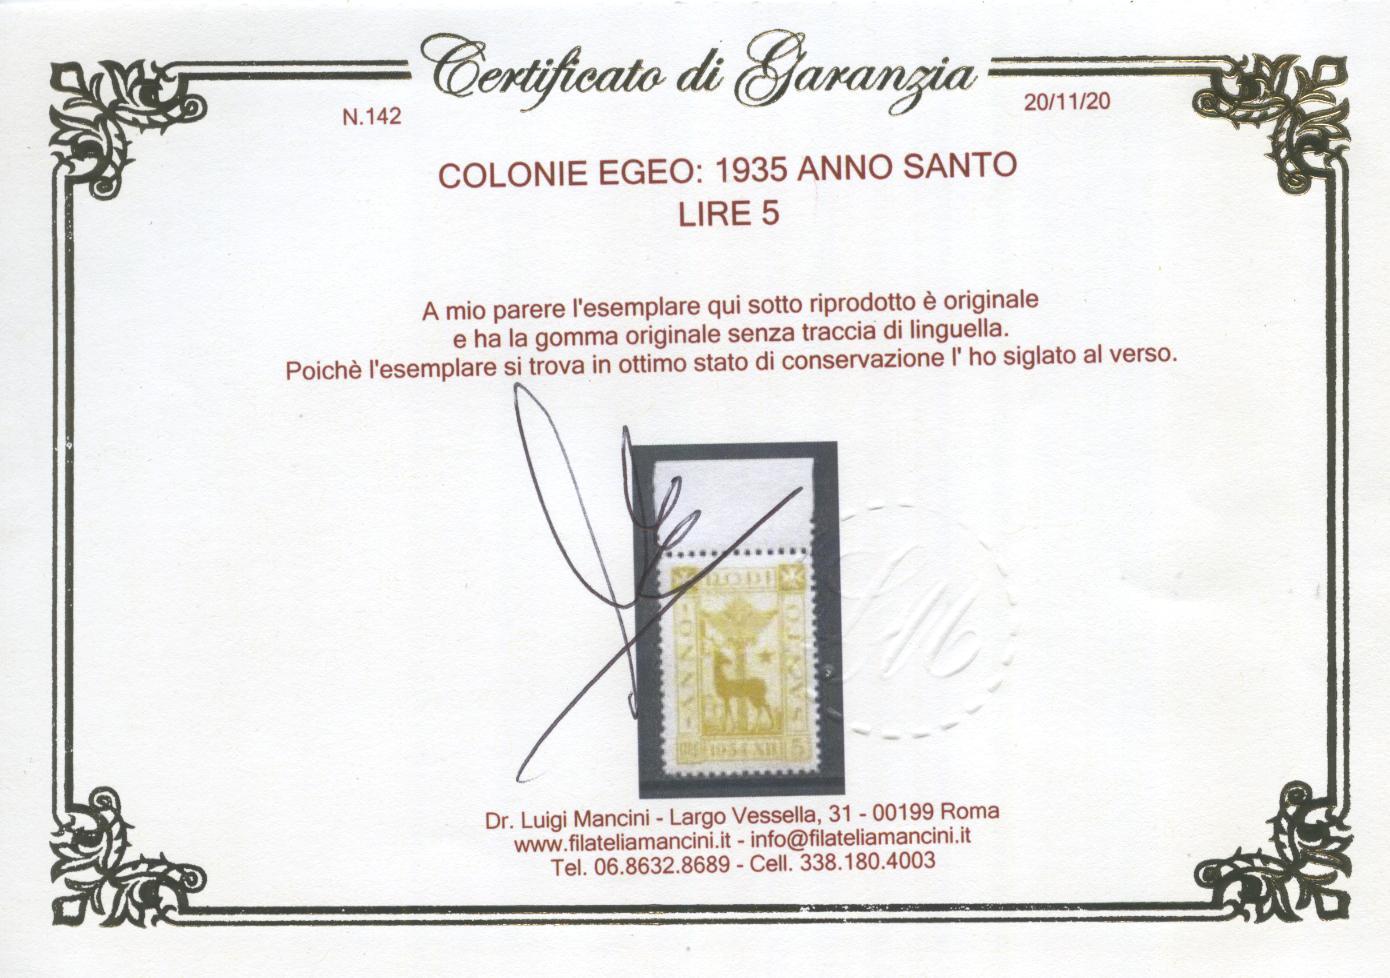 Certificato di Garanzia
N.142
20/11/20
COLONIE EGEO: 1935 ANNO SANTO
LIRE 5
A mio parere l'esemplare qui sotto riprodotto è originale
e ha la gomma originale senza traccia di linguella.
Poichè l'esemplare si trova in ottimo stato di conservazione l' ho siglato al verso.
RODI
ANNO
SANTO
1934 XII
5
LM
Dr. Luigi Mancini - Largo Vessella, 31 - 00199 Roma
www.filateliamancini.it - info@filateliamancini.it
Tel. 06.8632.8689 - Cell. 338.180.4003